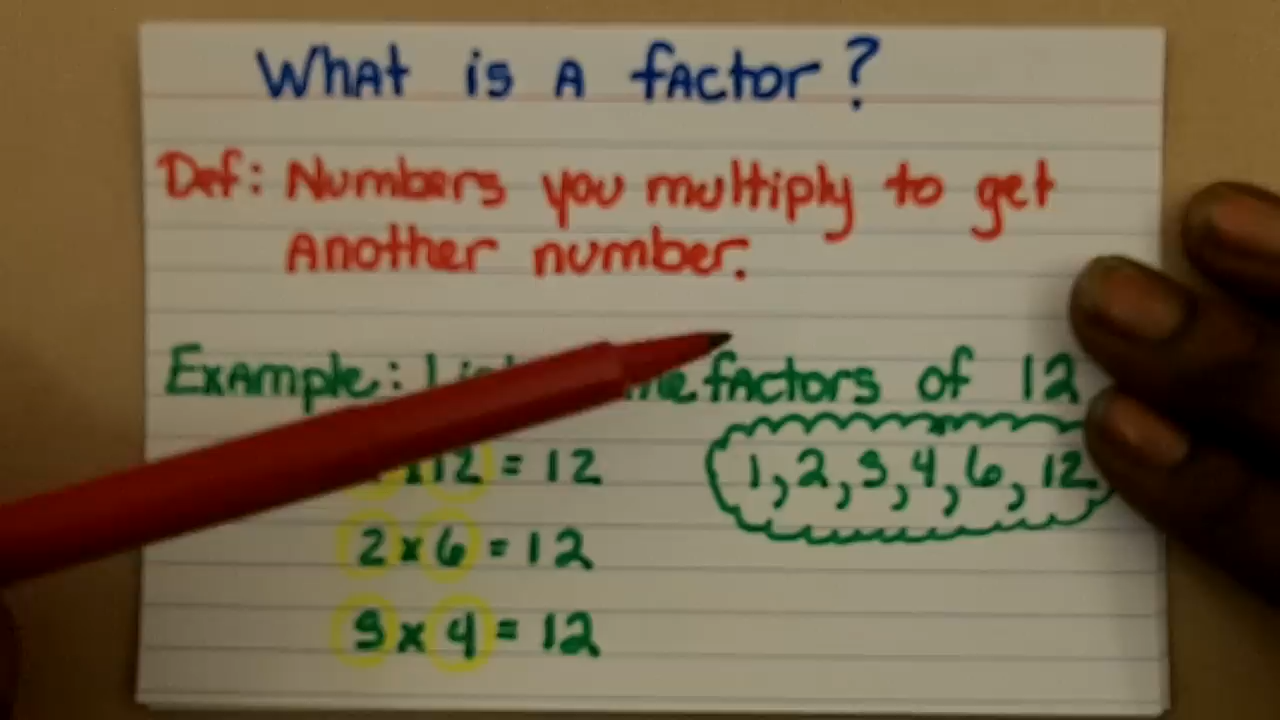 What is a factor?
Def: Numbers you multiply to get
another number.
Example: factors of 12
x12 = 12
1, 2, 3, 4, 6, 12
2 x 6 = 12
3 x 4 = 12